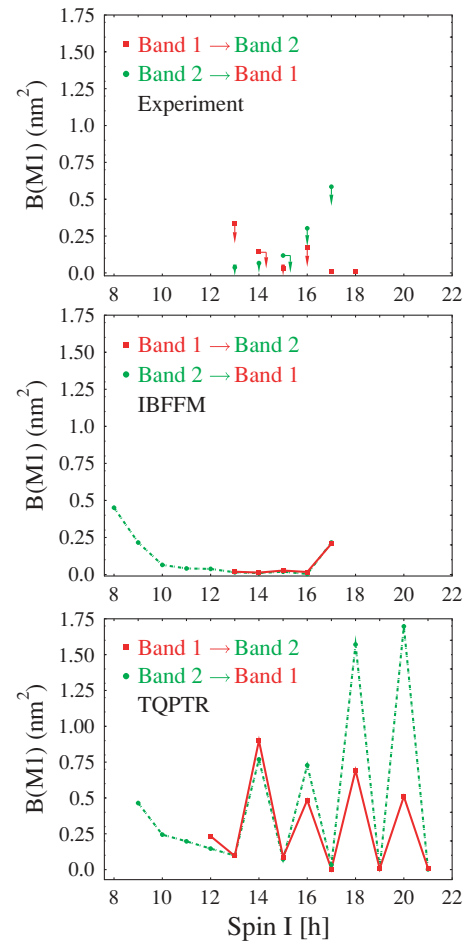 1.75
1.50
1.25
1.00
0.75
0.50
0.25
0.0
B(M1) (nm²)
Band 1 → Band 2
Band 2 → Band 1
Experiment
8 10 12 14 16 18 20 22
1.75
1.50
1.25
1.00
0.75
0.50
0.25
0.0
B(M1) (nm²)
Band 1 → Band 2
Band 2 → Band 1
IBFFM
8 10 12 14 16 18 20 22
1.75
1.50
1.25
1.00
0.75
0.50
0.25
0.0
B(M1) (nm²)
Band 1 → Band 2
Band 2 → Band 1
TQPTR
8 10 12 14 16 18 20 22
Spin I [h]